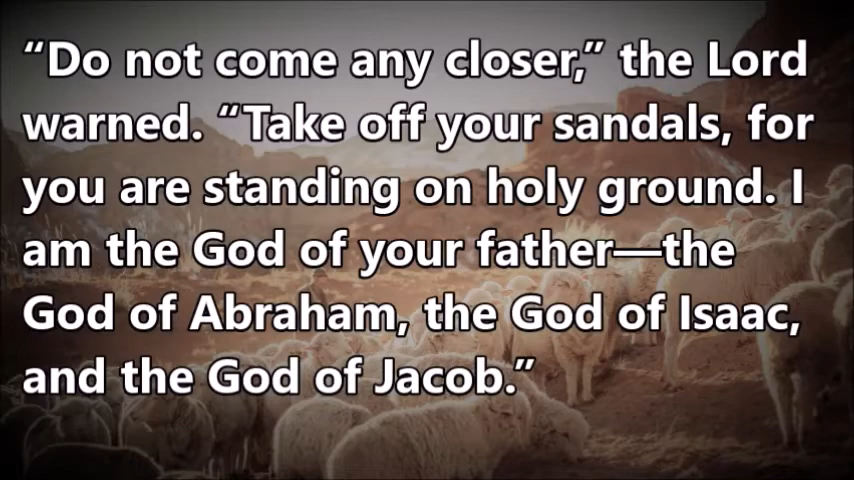 “Do not come any closer,” the Lord
warned. “Take off your sandals, for
you are standing on holy ground. I
am the God of your father—the
God of Abraham, the God of Isaac,
and the God of Jacob.”